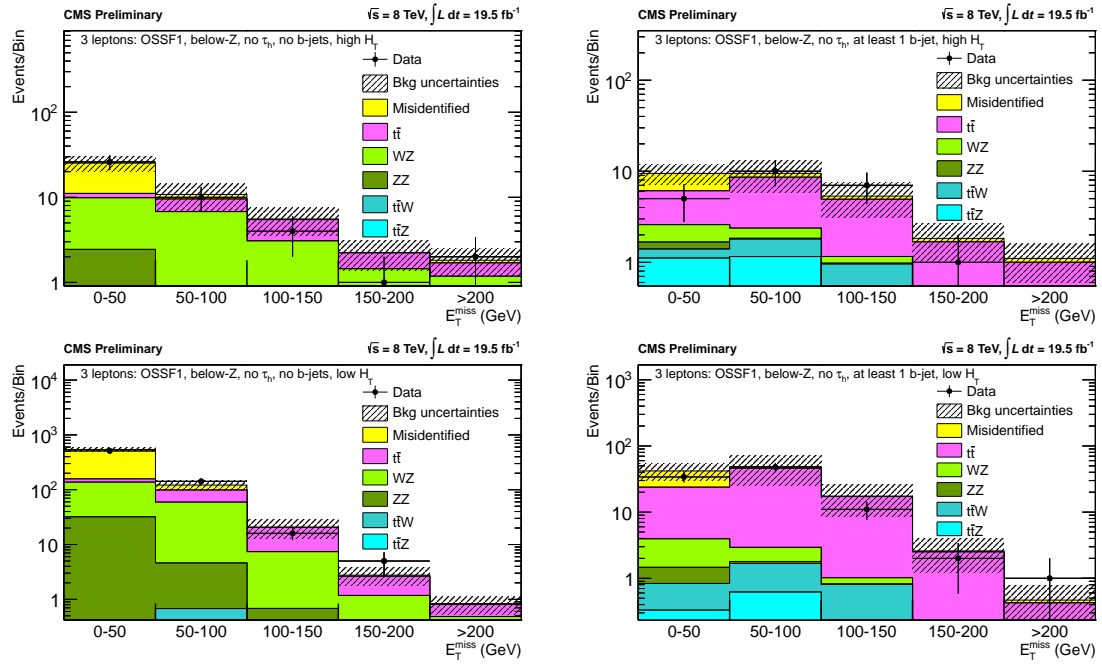 CMS Preliminary √s = 8 TeV, ∫L dt = 19.5 fb⁻¹
3 leptons: OSSF1, below-Z, no τh, no b-jets, high HT
Events/Bin
10²
10
1
Data
Bkg uncertainties
Misidentified
tt̄
WZ
ZZ
tt̄W
tt̄Z
0-50 50-100 100-150 150-200 >200
ETmiss (GeV)
CMS Preliminary √s = 8 TeV, ∫L dt = 19.5 fb⁻¹
3 leptons: OSSF1, below-Z, no τh, at least 1 b-jet, high HT
Events/Bin
10²
10
1
Data
Bkg uncertainties
Misidentified
tt̄
WZ
ZZ
tt̄W
tt̄Z
0-50 50-100 100-150 150-200 >200
ETmiss (GeV)
CMS Preliminary √s = 8 TeV, ∫L dt = 19.5 fb⁻¹
3 leptons: OSSF1, below-Z, no τh, no b-jets, low HT
Events/Bin
10⁴
10³
10²
10
1
Data
Bkg uncertainties
Misidentified
tt̄
WZ
ZZ
tt̄W
tt̄Z
0-50 50-100 100-150 150-200 >200
ETmiss (GeV)
CMS Preliminary √s = 8 TeV, ∫L dt = 19.5 fb⁻¹
3 leptons: OSSF1, below-Z, no τh, at least 1 b-jet, low HT
Events/Bin
10³
10²
10
1
Data
Bkg uncertainties
Misidentified
tt̄
WZ
ZZ
tt̄W
tt̄Z
0-50 50-100 100-150 150-200 >200
ETmiss (GeV)